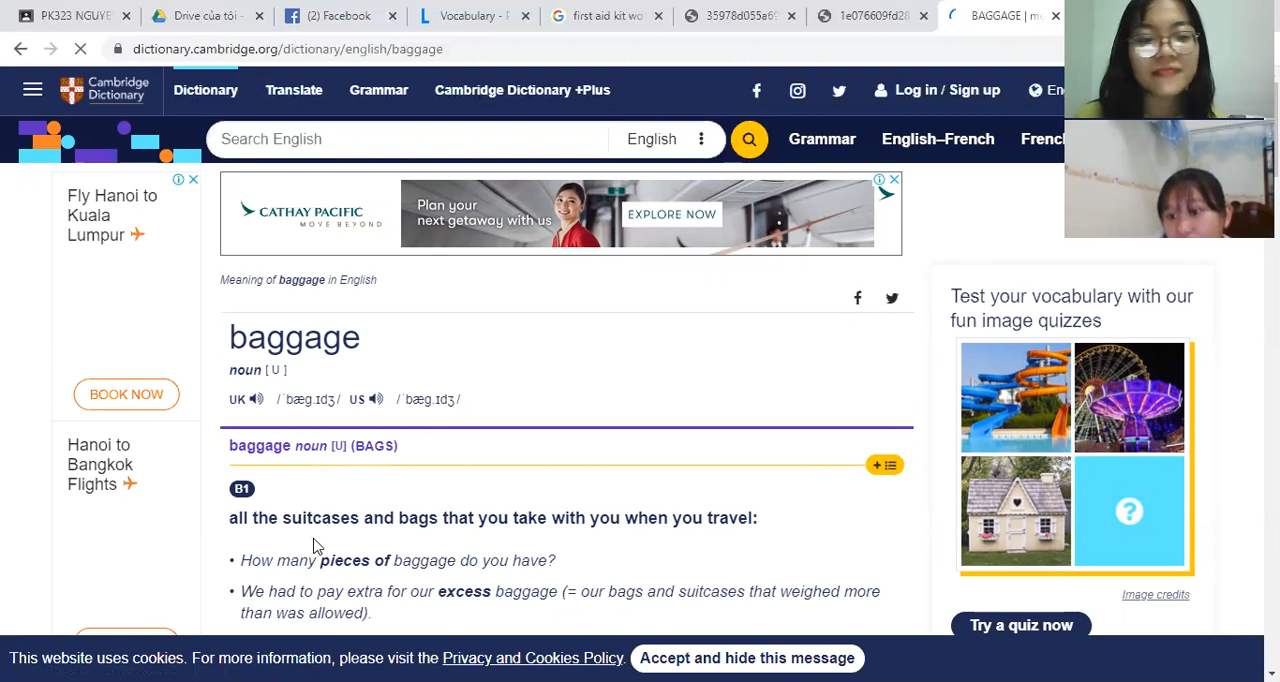 PK323 NGUYE
Drive của tôi -
(2) Facebook
Vocabulary - P
first aid kit wo
35978d055a69
1e076609fd28
BAGGAGE | me
dictionary.cambridge.org/dictionary/english/baggage
Cambridge
Dictionary
Dictionary
Translate
Grammar
Cambridge Dictionary +Plus
Log in / Sign up
En
Search English
English
Grammar
English–French
Frenc
Fly Hanoi to
Kuala
Lumpur
BOOK NOW
Hanoi to
Bangkok
Flights
CATHAY PACIFIC
MOVE BEYOND
Plan your
next getaway with us
EXPLORE NOW
Meaning of baggage in English
baggage
noun [ U ]
UK /ˈbæɡ.ɪdʒ/ US /ˈbæɡ.ɪdʒ/
baggage noun [U] (BAGS)
B1
all the suitcases and bags that you take with you when you travel:
• How many pieces of baggage do you have?
• We had to pay extra for our excess baggage (= our bags and suitcases that weighed more
than was allowed).
Test your vocabulary with our
fun image quizzes
?
Image credits
Try a quiz now
This website uses cookies. For more information, please visit the Privacy and Cookies Policy.
Accept and hide this message